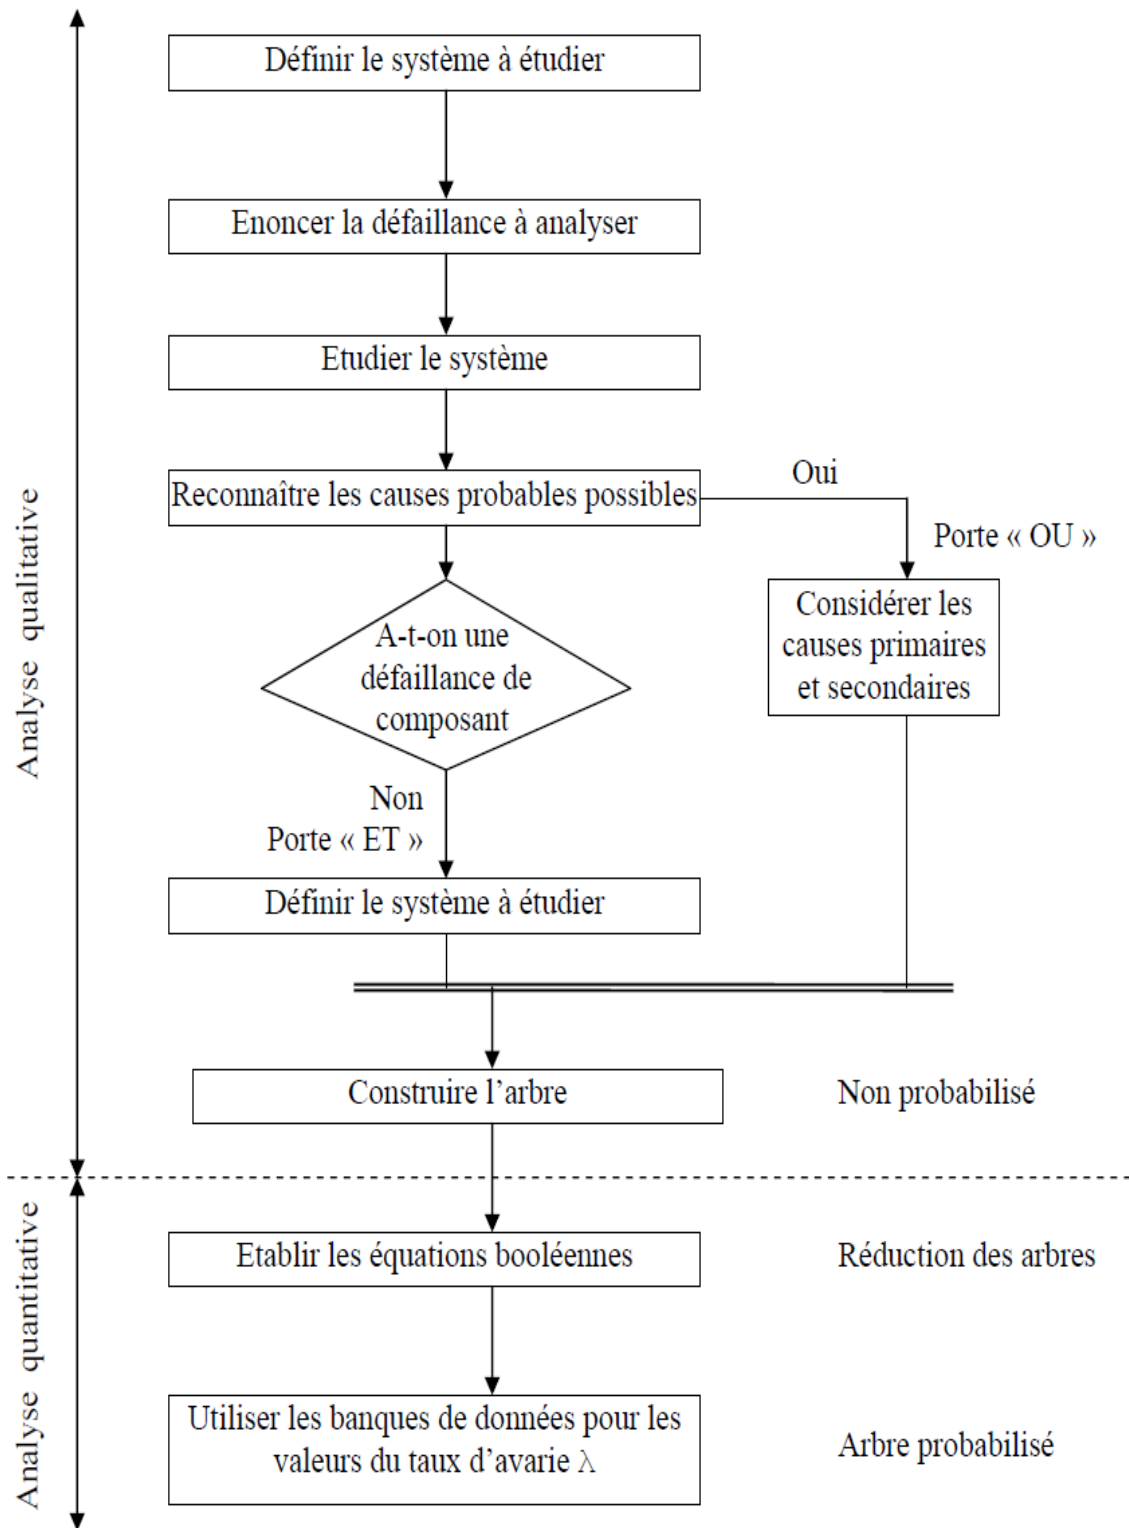 Définir le système à étudier
Enoncer la défaillance à analyser
Etudier le système
Reconnaître les causes probables possibles
Oui
Porte « OU »
Considérer les
causes primaires
et secondaires
A-t-on une
défaillance de
composant
Non
Porte « ET »
Définir le système à étudier
Construire l’arbre
Non probabilisé
Analyse qualitative
Etablir les équations booléennes
Réduction des arbres
Utiliser les banques de données pour les
valeurs du taux d’avarie λ
Arbre probabilisé
Analyse quantitative